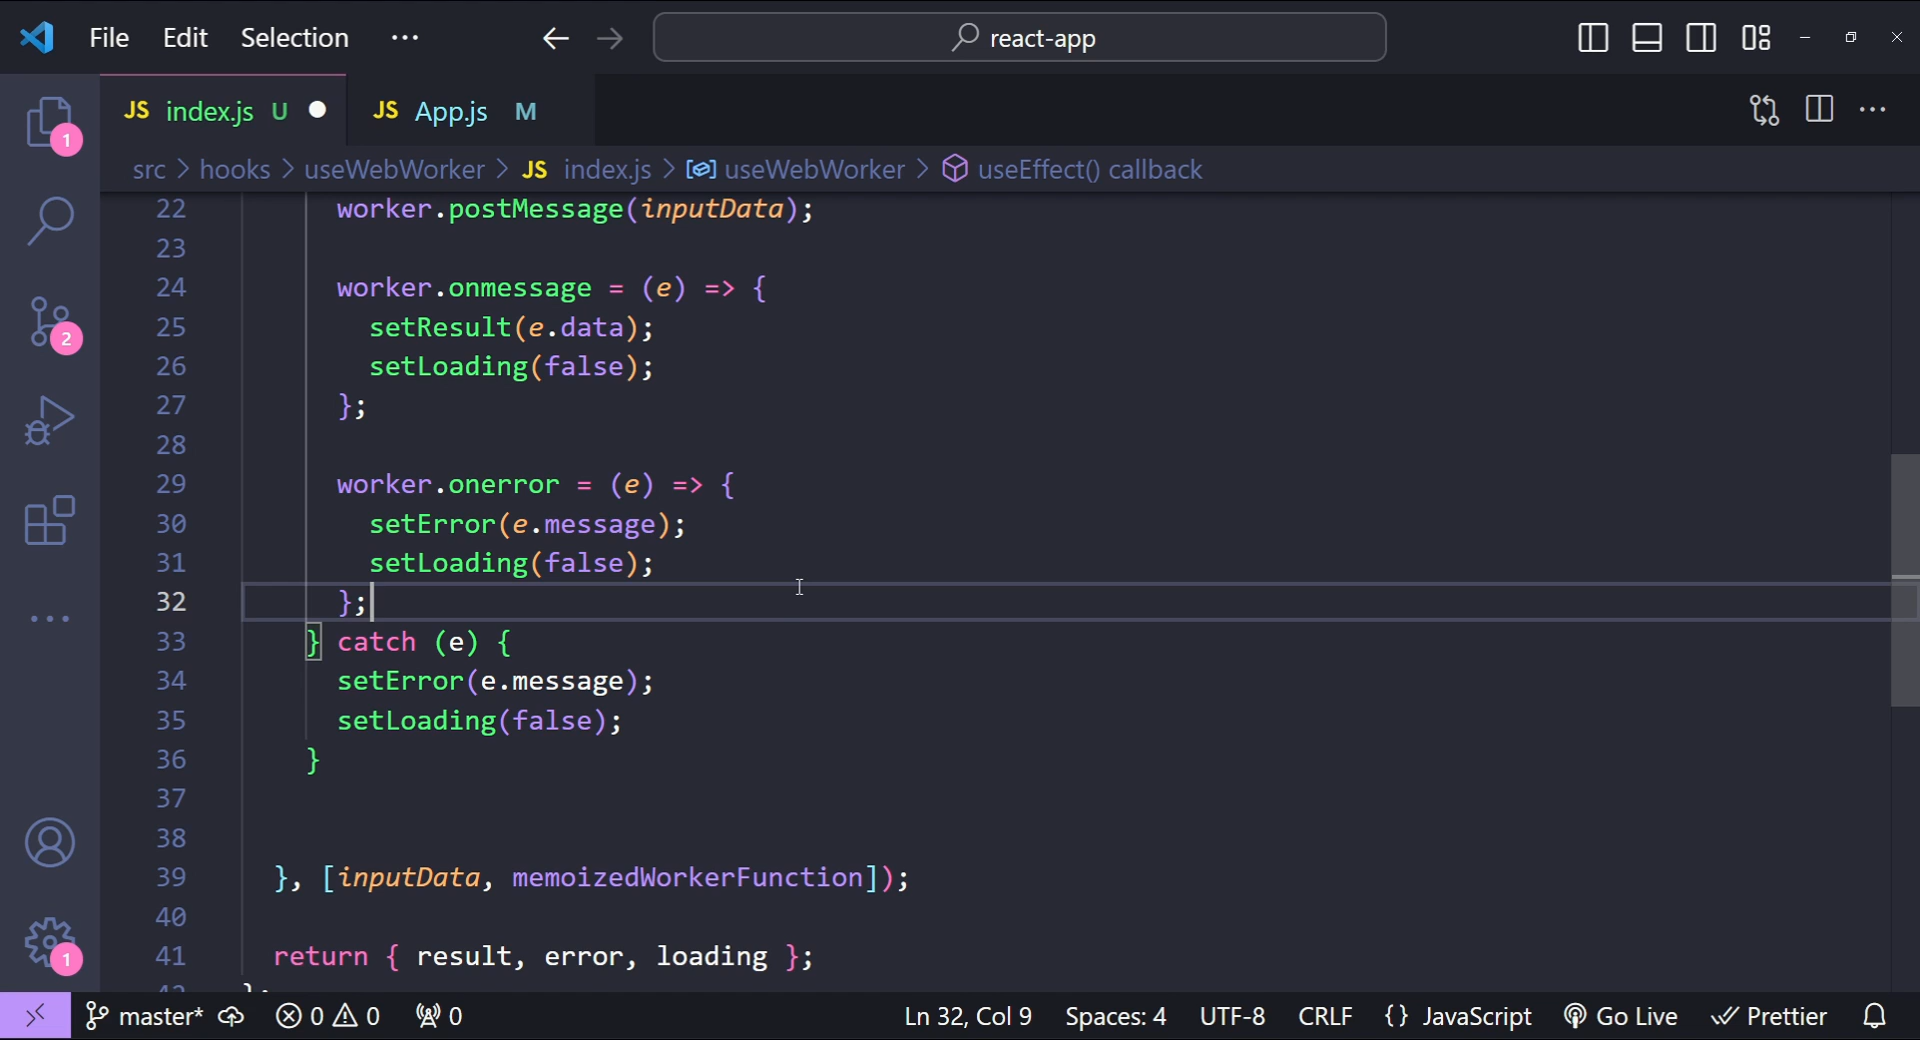 File Edit Selection ··· react-app
JS index.js U JS App.js M
src > hooks > useWebWorker > JS index.js > useWebWorker > useEffect() callback
1
2
1
22 worker.postMessage(inputData);
23
24 worker.onmessage = (e) => {
25 setResult(e.data);
26 setLoading(false);
27 };
28
29 worker.onerror = (e) => {
30 setError(e.message);
31 setLoading(false);
32 };
33 } catch (e) {
34 setError(e.message);
35 setLoading(false);
36 }
37
38
39 }, [inputData, memoizedWorkerFunction]);
40
41 return { result, error, loading };
master* 0 0 0 Ln 32, Col 9 Spaces: 4 UTF-8 CRLF {} JavaScript Go Live Prettier